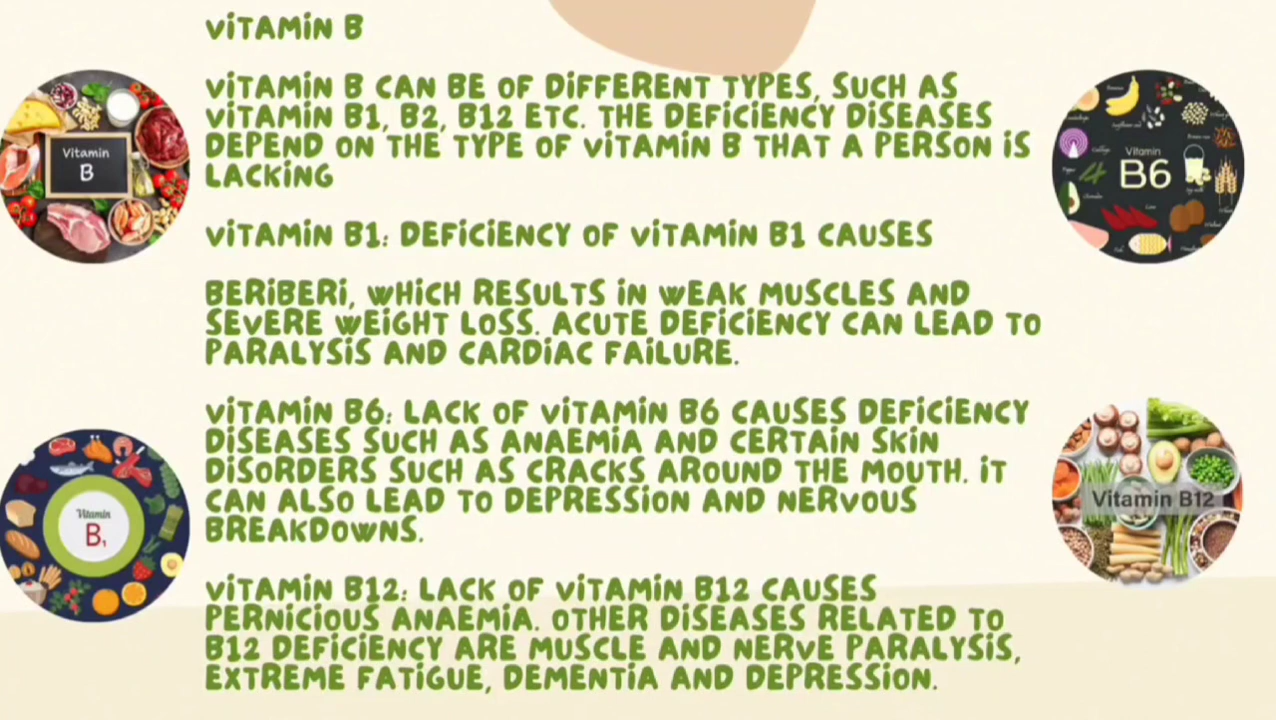 ViTAMiN B
ViTAMiN B CAN BE OF DiFFERENT TYPES, SUCH AS
ViTAMiN B1, B2, B12 ETC. THE DEFiCiENCY DiSEASES
DEPEND ON THE TYPE OF ViTAMiN B THAT A PERSON iS
LACKiNG
ViTAMiN B1: DEFiCiENCY OF ViTAMiN B1 CAUSES
BERiBERi, WHiCH RESULTS iN WEAK MUSCLES AND
SEVERE WEiGHT LOSS. ACUTE DEFiCiENCY CAN LEAD TO
PARALYSiS AND CARDiAC FAiLURE.
ViTAMiN B6: LACK OF ViTAMiN B6 CAUSES DEFiCiENCY
DiSEASES SUCH AS ANAEMiA AND CERTAiN SKiN
DiSORDERS SUCH AS CRACKS AROUND THE MOUTH. iT
CAN ALSO LEAD TO DEPRESSiON AND NERVOUS
BREAKDOWNS.
ViTAMiN B12: LACK OF ViTAMiN B12 CAUSES
PERNiCiOUS ANAEMiA. OTHER DiSEASES RELATED TO
B12 DEFiCiENCY ARE MUSCLE AND NERVE PARALYSiS,
EXTREME FATiGUE, DEMENTiA AND DEPRESSiON.
Vitamin
B
Vitamin
B6
Vitamin
B1
Vitamin B12